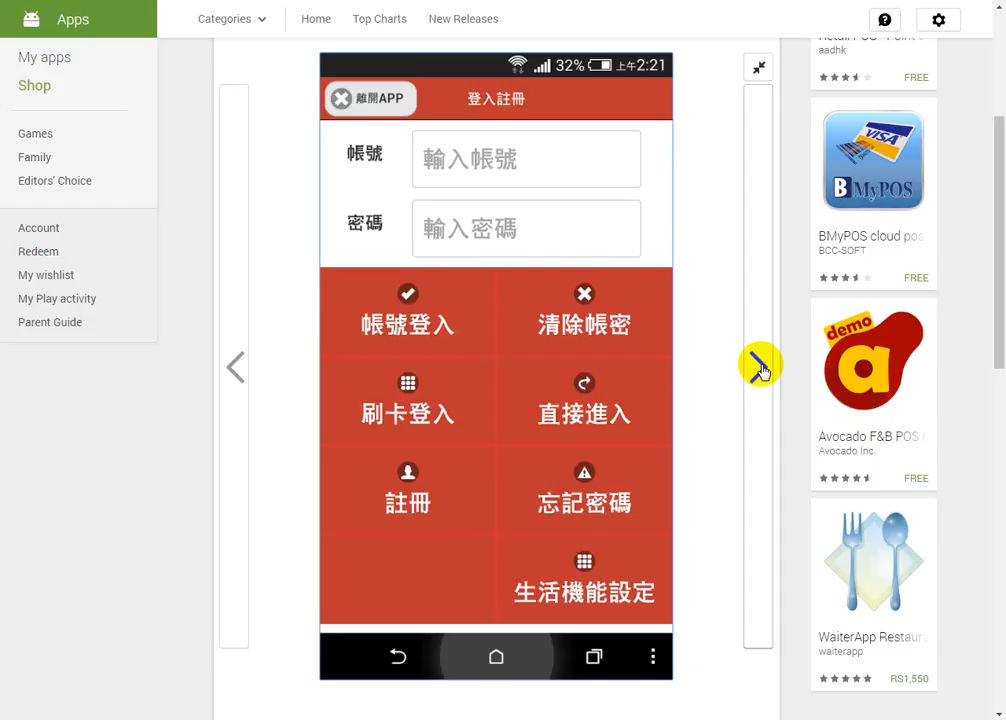 Apps
Categories
Home
Top Charts
New Releases
My apps
Shop
Games
Family
Editors' Choice
Account
Redeem
My wishlist
My Play activity
Parent Guide
32% 上午2:21
離開APP
登入註冊
帳號
輸入帳號
密碼
輸入密碼
帳號登入
清除帳密
刷卡登入
直接進入
註冊
忘記密碼
生活機能設定
aadhk
FREE
VISA
B MyPOS
BMyPOS cloud pos
BCC-SOFT
FREE
demo
a
Avocado F&B POS
Avocado Inc.
FREE
WaiterApp Restaur
waiterapp
RS1,550